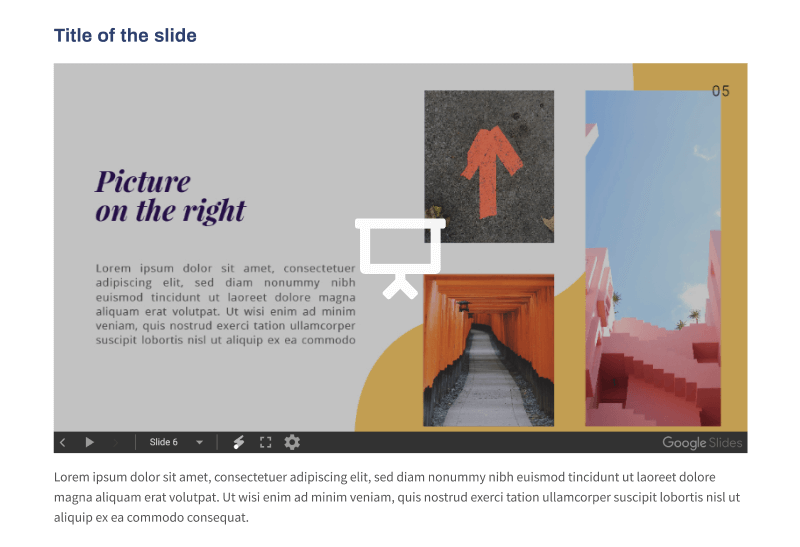 Title of the slide
05
Picture
on the right
Lorem ipsum dolor sit amet, consectetuer
adipiscing elit, sed diam nonummy nibh
euismod tincidunt ut laoreet dolore magna
aliquam erat volutpat. Ut wisi enim ad minim
veniam, quis nostrud exerci tation ullamcorper
suscipit lobortis nisl ut aliquip ex ea commodo
Slide 6
Google Slides
Lorem ipsum dolor sit amet, consectetuer adipiscing elit, sed diam nonummy nibh euismod tincidunt ut laoreet dolore
magna aliquam erat volutpat. Ut wisi enim ad minim veniam, quis nostrud exerci tation ullamcorper suscipit lobortis nisl ut
aliquip ex ea commodo consequat.